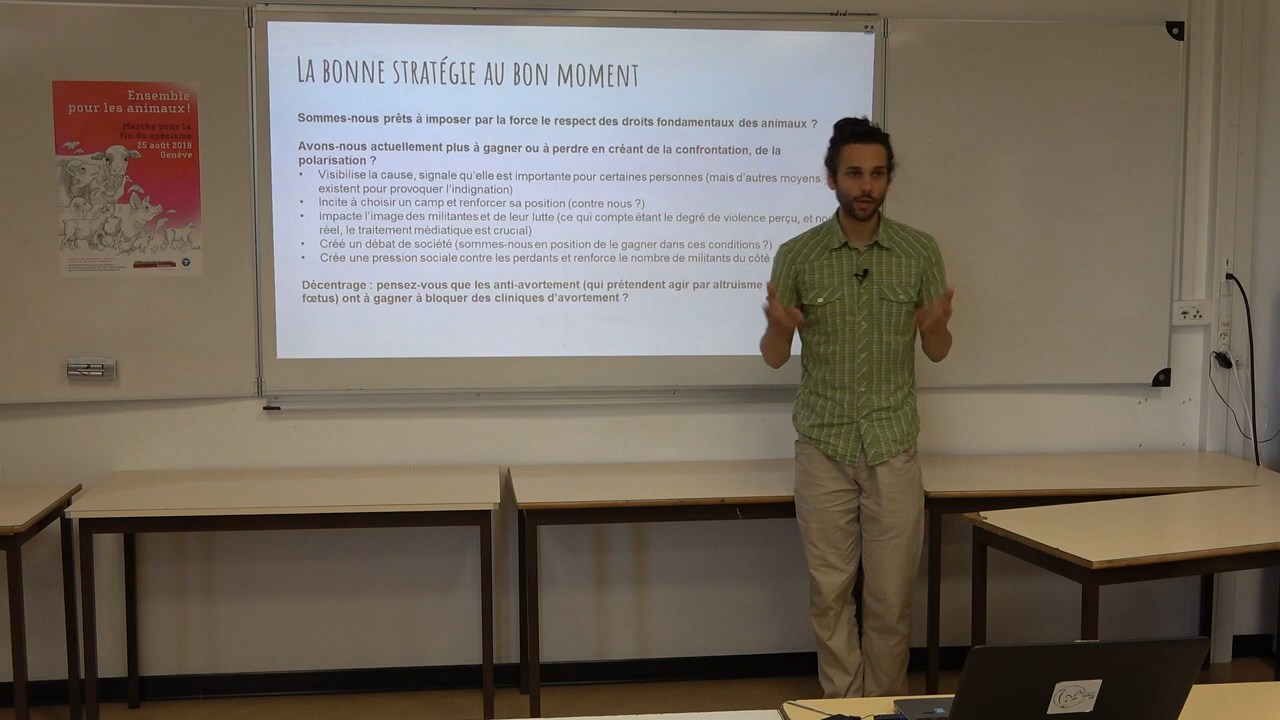 Ensemble
pour les animaux!
Marche pour la
fin du spécisme
25 août 2018
Genève
LA BONNE STRATÉGIE AU BON MOMENT
Sommes-nous prêts à imposer par la force le respect des droits fondamentaux des animaux ?
Avons-nous actuellement plus à gagner ou à perdre en créant de la confrontation, de la
polarisation ?
• Visibilise la cause, signale qu'elle est importante pour certaines personnes (mais d'autres moyens
existent pour provoquer l'indignation)
• Incite à choisir un camp et renforcer sa position (contre nous ?)
• Impacte l'image des militantes et de leur lutte (ce qui compte étant le degré de violence perçu, et
réel, le traitement médiatique est crucial)
• Créé un débat de société (sommes-nous en position de le gagner dans ces conditions ?)
• Crée une pression sociale contre les perdants et renforce le nombre de militants du côté
Décentrage : pensez-vous que les anti-avortement (qui prétendent agir par altruisme
fœtus) ont à gagner à bloquer des cliniques d'avortement ?